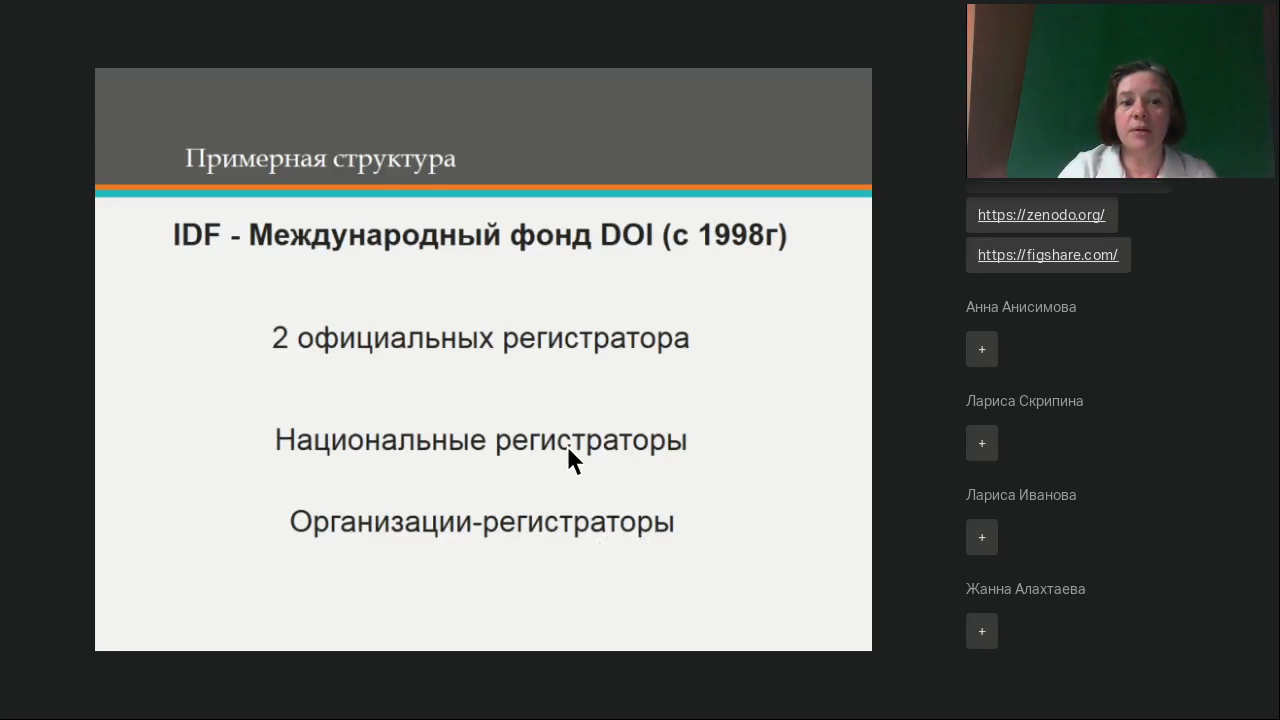 Примерная структура
IDF - Международный фонд DOI (с 1998г)
2 официальных регистратора
Национальные регистраторы
Организации-регистраторы
https://zenodo.org/
https://figshare.com/
Анна Анисимова
+
Лариса Скрипина
+
Лариса Иванова
+
Жанна Алахтаева
+